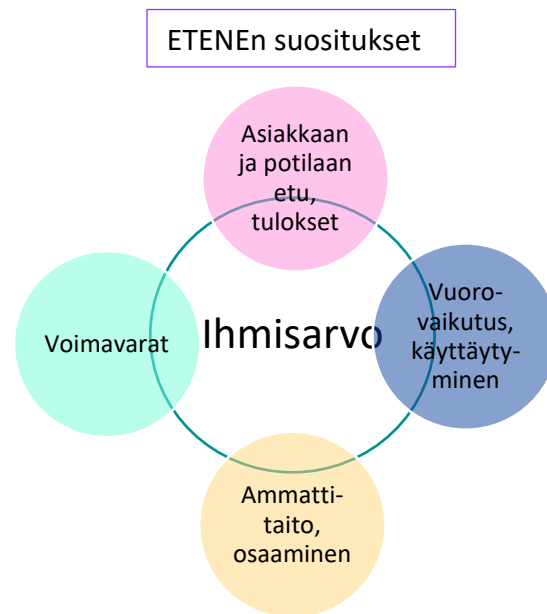 ETENEn suositukset
Asiakkaan
ja potilaan
etu,
tulokset
Voimavarat
Ihmisarvo
Vuoro-
vaikutus,
käyttäyty-
minen
Ammatti-
taito,
osaaminen